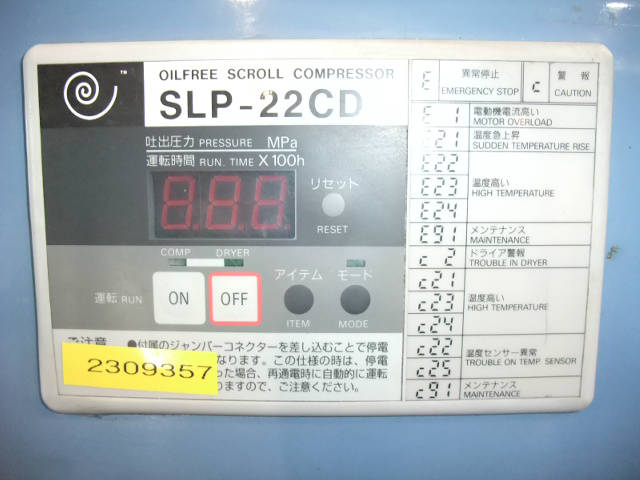 ™
OILFREE SCROLL COMPRESSOR
SLP-22CD
吐出圧力 PRESSURE MPa
運転時間 RUN. TIME X 100h
8.8.8
リセット
RESET
COMP DRYER
運転 RUN
ON
OFF
アイテム
ITEM
モード
MODE
ご注意
●付属のジャンパーコネクターを差し込むことで停電
なります。この仕様の時は、停電
った場合、再通電時に自動的に運転
りますので、ご注意ください。
2309357
E 異常停止 EMERGENCY STOP
c 警報 CAUTION
E 1 電動機電流高い MOTOR OVERLOAD
E21 温度急上昇 SUDDEN TEMPERATURE RISE
E22
E23 温度高い HIGH TEMPERATURE
E24
E91 メンテナンス MAINTENANCE
c 2 ドライア警報 TROUBLE IN DRYER
c21
c23 温度高い HIGH TEMPERATURE
c24
c22 温度センサー異常 TROUBLE ON TEMP. SENSOR
c25
c91 メンテナンス MAINTENANCE